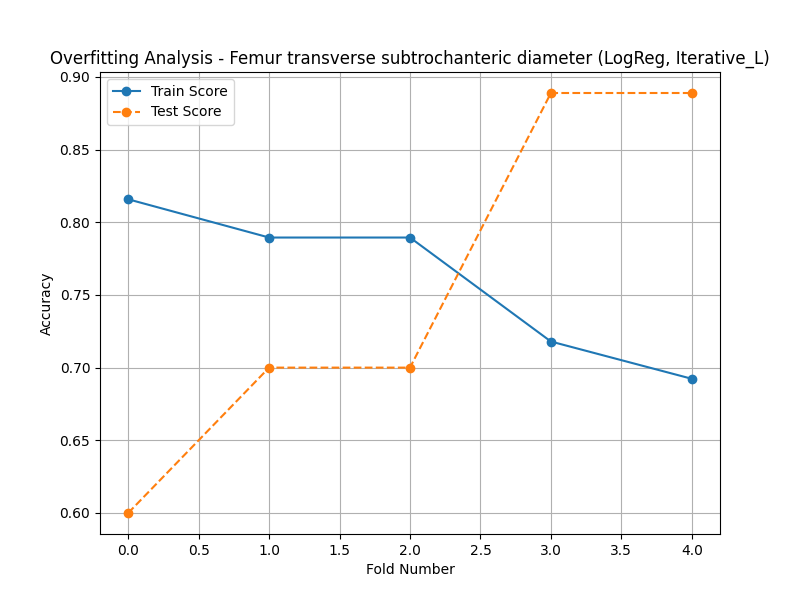 Overfitting Analysis - Femur transverse subtrochanteric diameter (LogReg, Iterative_L)
Train Score
Test Score
0.90
0.85
0.80
0.75
0.70
0.65
0.60
Accuracy
0.0 0.5 1.0 1.5 2.0 2.5 3.0 3.5 4.0
Fold Number